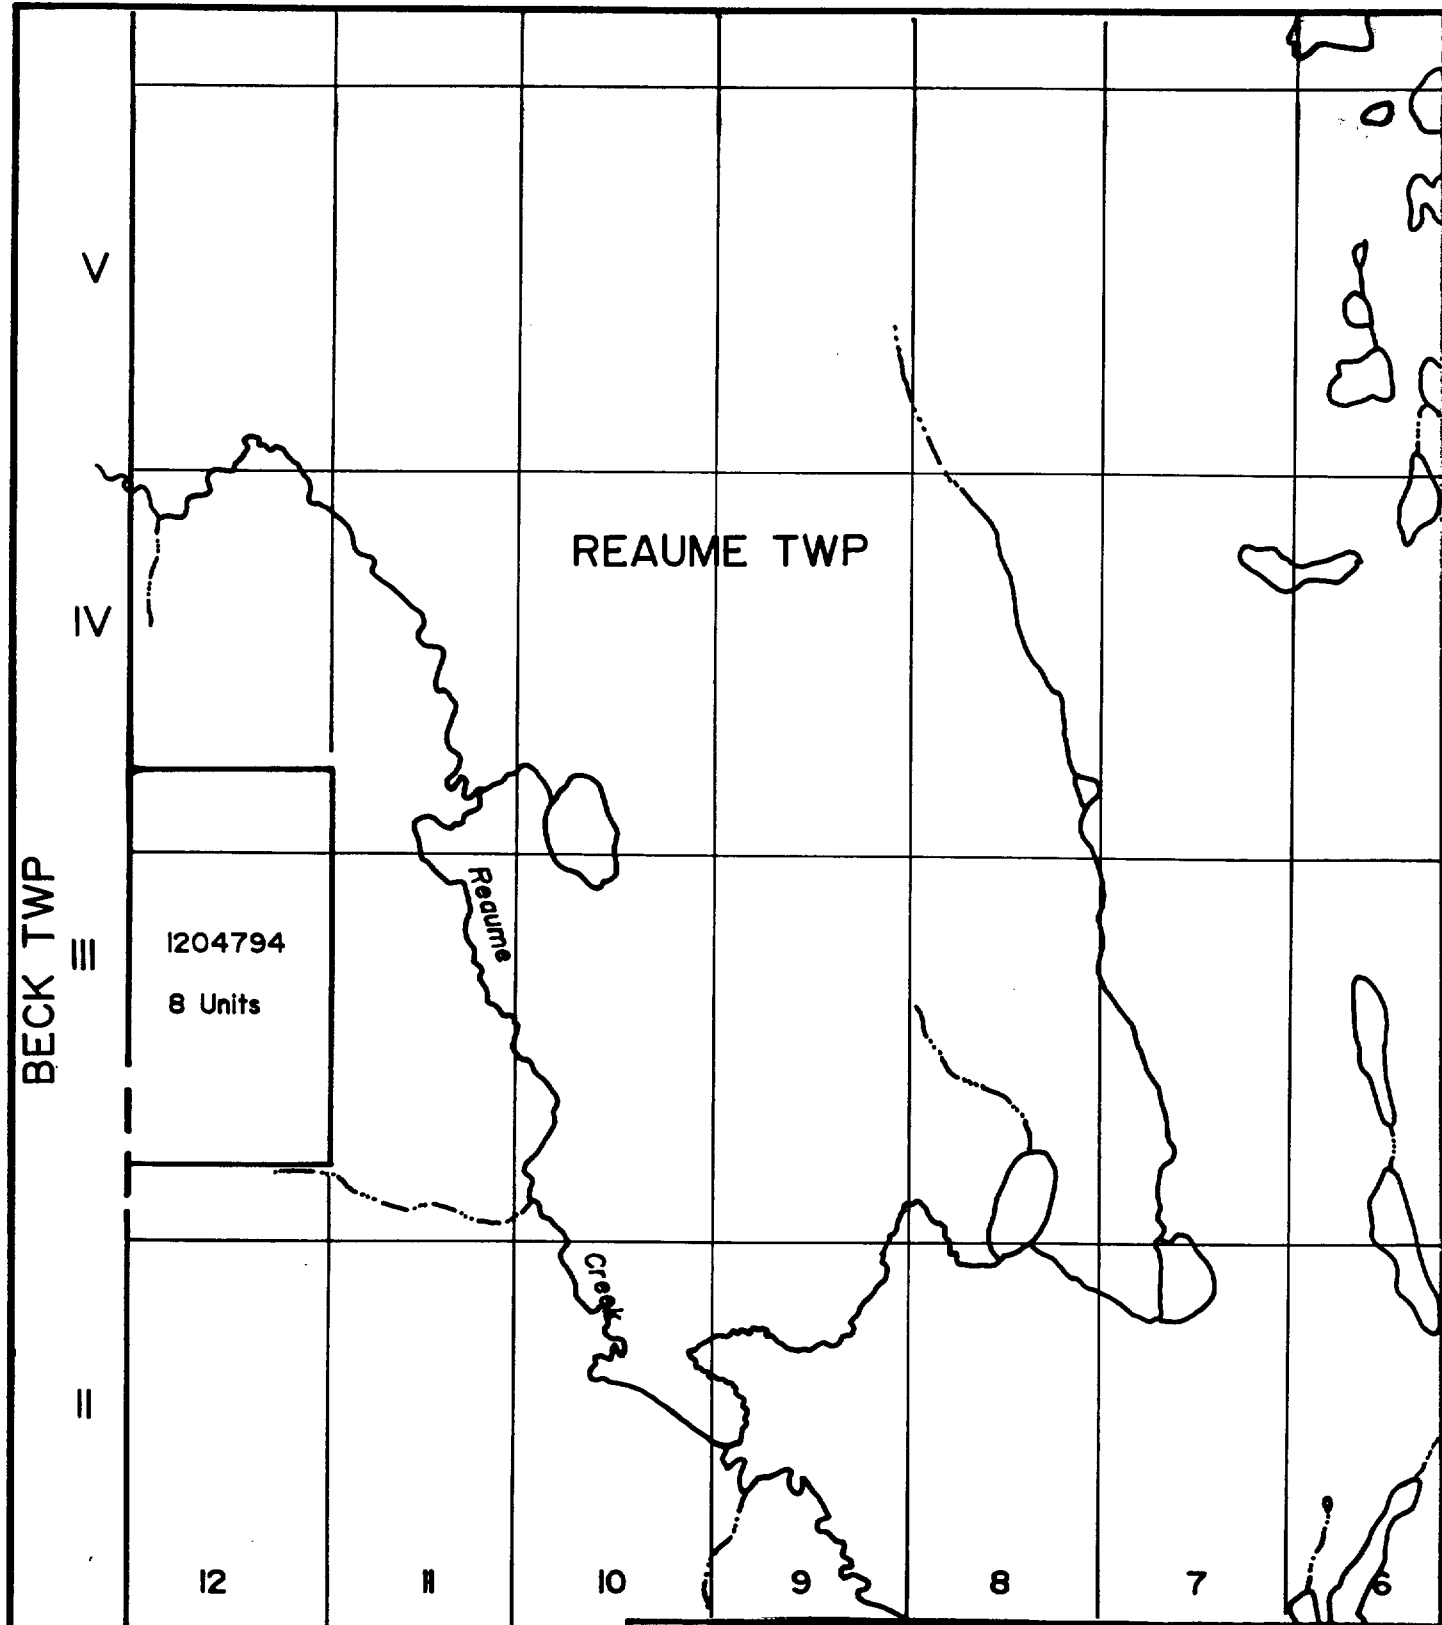 V
REAUME TWP
IV
BECK TWP
III
1204794
8 Units
Reaume
Creek
II
12
11
10
9
8
7
6